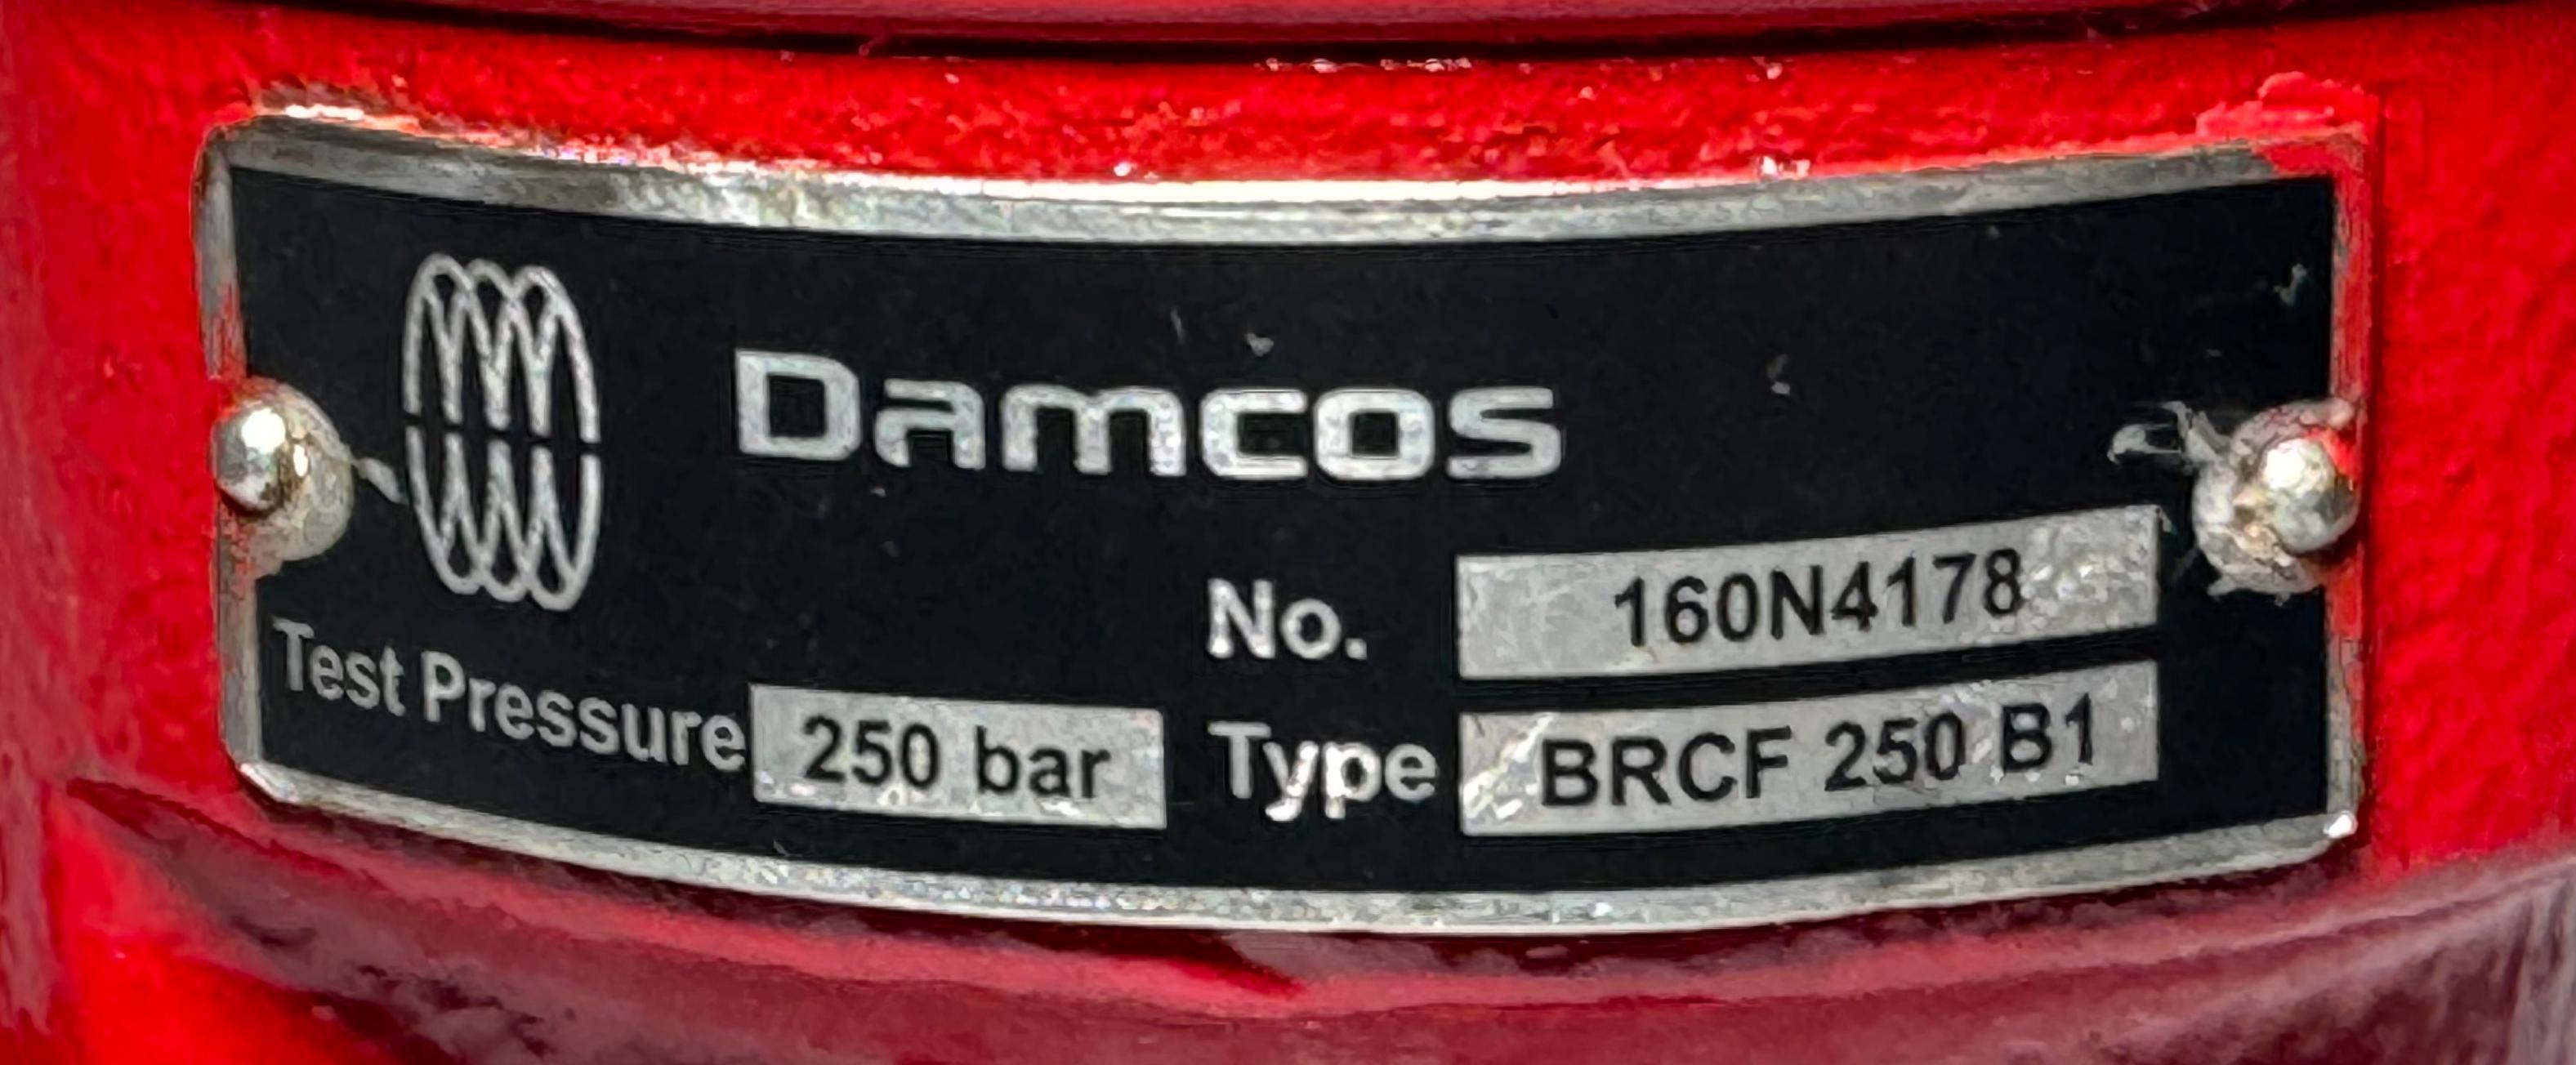 Damcos
No. 160N4178
Test Pressure 250 bar Type BRCF 250 B1